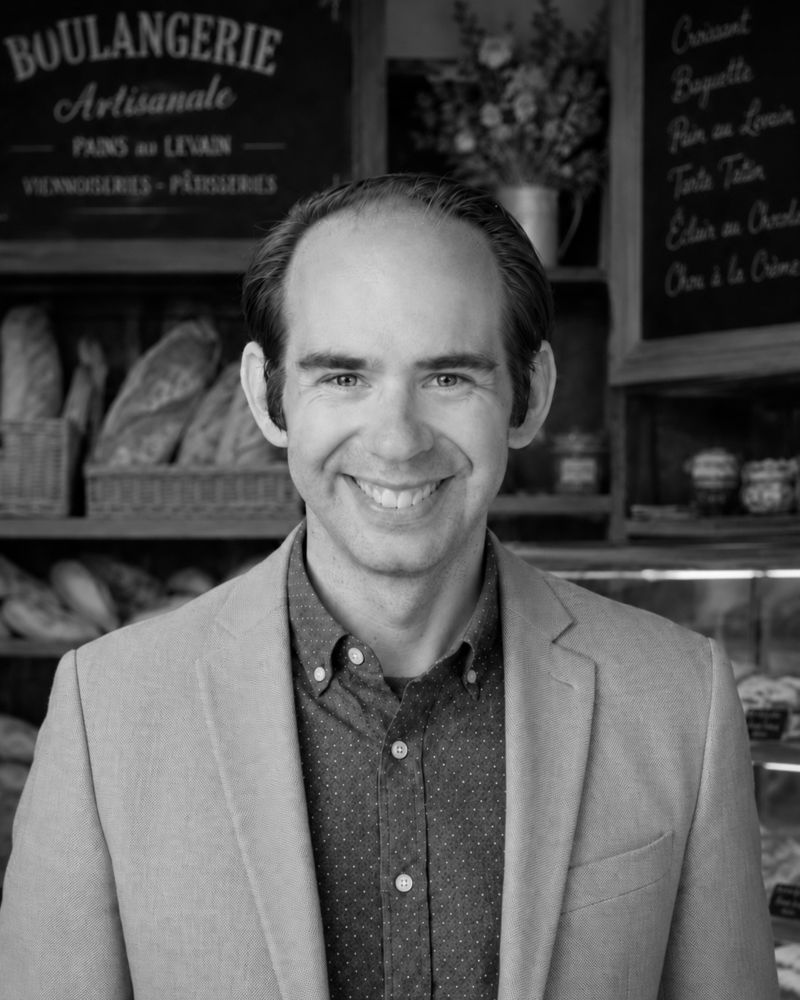 BOULANGERIE
Artisanale
PAINS au LEVAIN
VIENNOISERIES - PÂTISSERIES
Croissant
Baguette
Pain au Levain
Tarte Tatin
Éclair au
Chou à la Crème